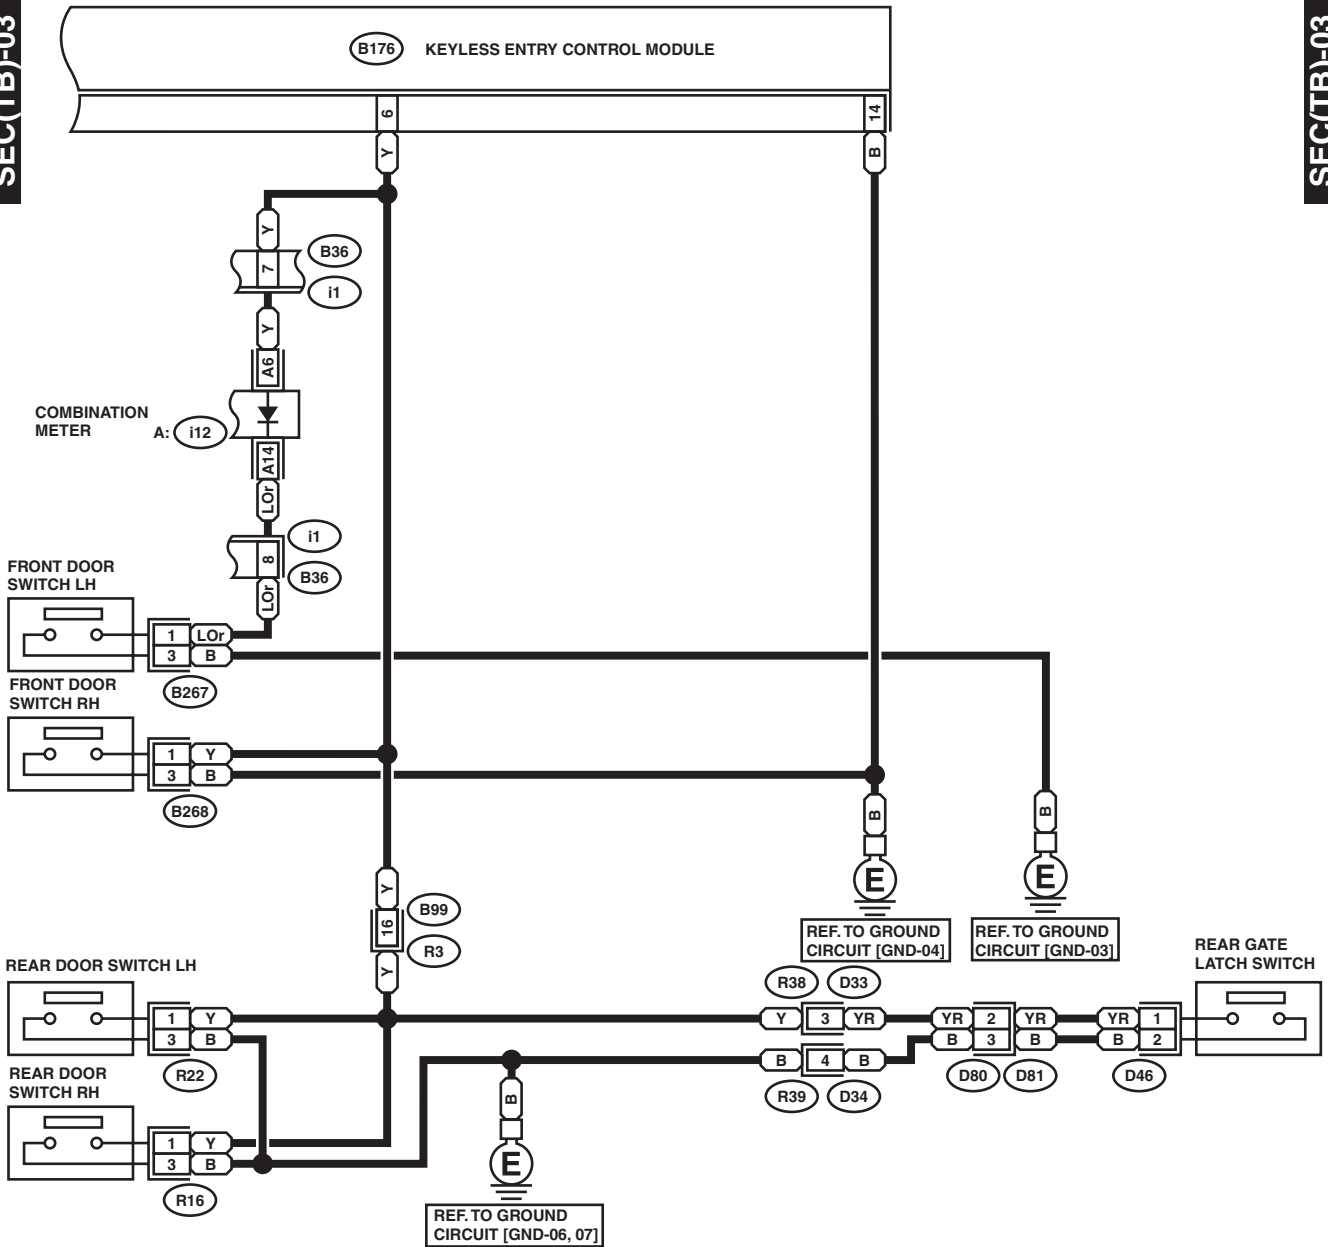 SEC(TB)-03
SEC(TB)-03
B176
KEYLESS ENTRY CONTROL MODULE
6
14
Y
B
Y
7
B36
i1
Y
A6
COMBINATION
METER
A:
i12
A14
LOr
i1
8
B36
LOr
FRONT DOOR
SWITCH LH
1
LOr
3
B
B267
FRONT DOOR
SWITCH RH
1
Y
3
B
B268
B
B
E
E
REF. TO GROUND
CIRCUIT [GND-04]
REF. TO GROUND
CIRCUIT [GND-03]
Y
16
B99
R3
Y
REAR DOOR SWITCH LH
1
Y
3
B
R22
R38
D33
Y
3
YR
YR
2
YR
YR
1
B
4
B
B
3
B
B
2
R39
D34
D80
D81
D46
REAR GATE
LATCH SWITCH
REAR DOOR
SWITCH RH
1
Y
3
B
R16
B
E
REF. TO GROUND
CIRCUIT [GND-06, 07]